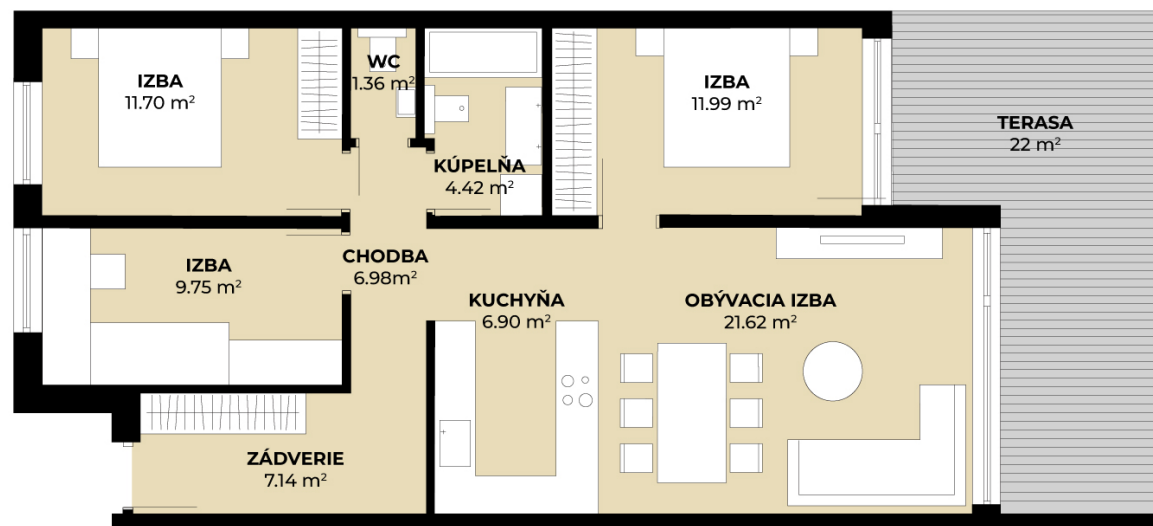 IZBA
11.70 m²
WC
1.36 m²
IZBA
11.99 m²
TERASA
22 m²
KÚPELŇA
4.42 m²
IZBA
9.75 m²
CHODBA
6.98m²
KUCHYŇA
6.90 m²
OBÝVACIA IZBA
21.62 m²
ZÁDVERIE
7.14 m²